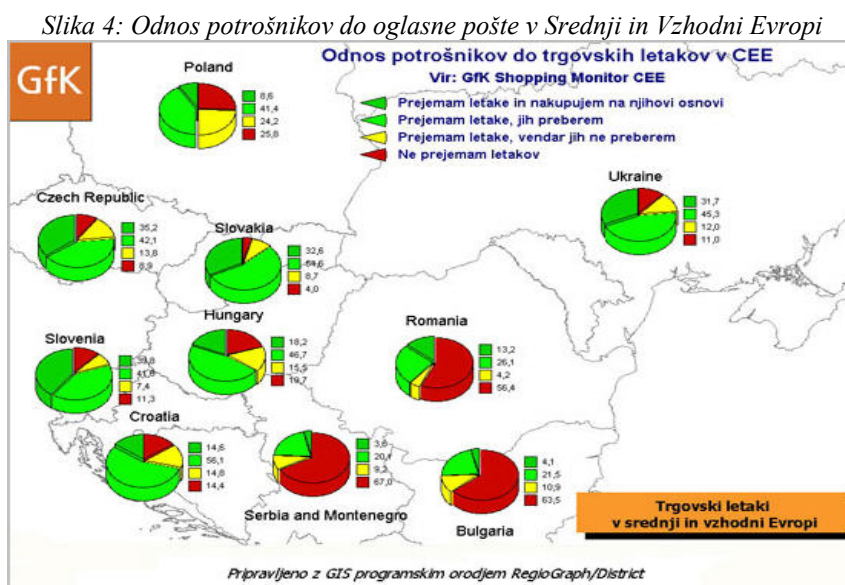 Slika 4: Odnos potrošnikov do oglasne pošte v Srednji in Vzhodni Evropi
GfK
Odnos potrošnikov do trgovskih letakov v CEE
Vir: GfK Shopping Monitor CEE
Prejemam letake in nakupujem na njihovi osnovi
Prejemam letake, jih preberem
Prejemam letake, vendar jih ne preberem
Ne prejemam letakov
Poland
8,6
41,4
24,2
25,8
Ukraine
31,7
45,3
12,0
11,0
Czech Republic
35,2
42,1
13,8
8,9
Slovakia
32,6
54,6
8,7
4,0
Hungary
18,2
46,7
15,5
19,7
Romania
13,2
26,1
4,2
56,4
Slovenia
7,4
11,3
Croatia
14,6
56,1
14,8
14,4
Serbia and Montenegro
20,1
9,2
67,0
Bulgaria
4,1
21,5
10,9
63,5
Trgovski letaki
v srednji in vzhodni Evropi
Pripravljeno z GIS programskim orodjem RegioGraph/District